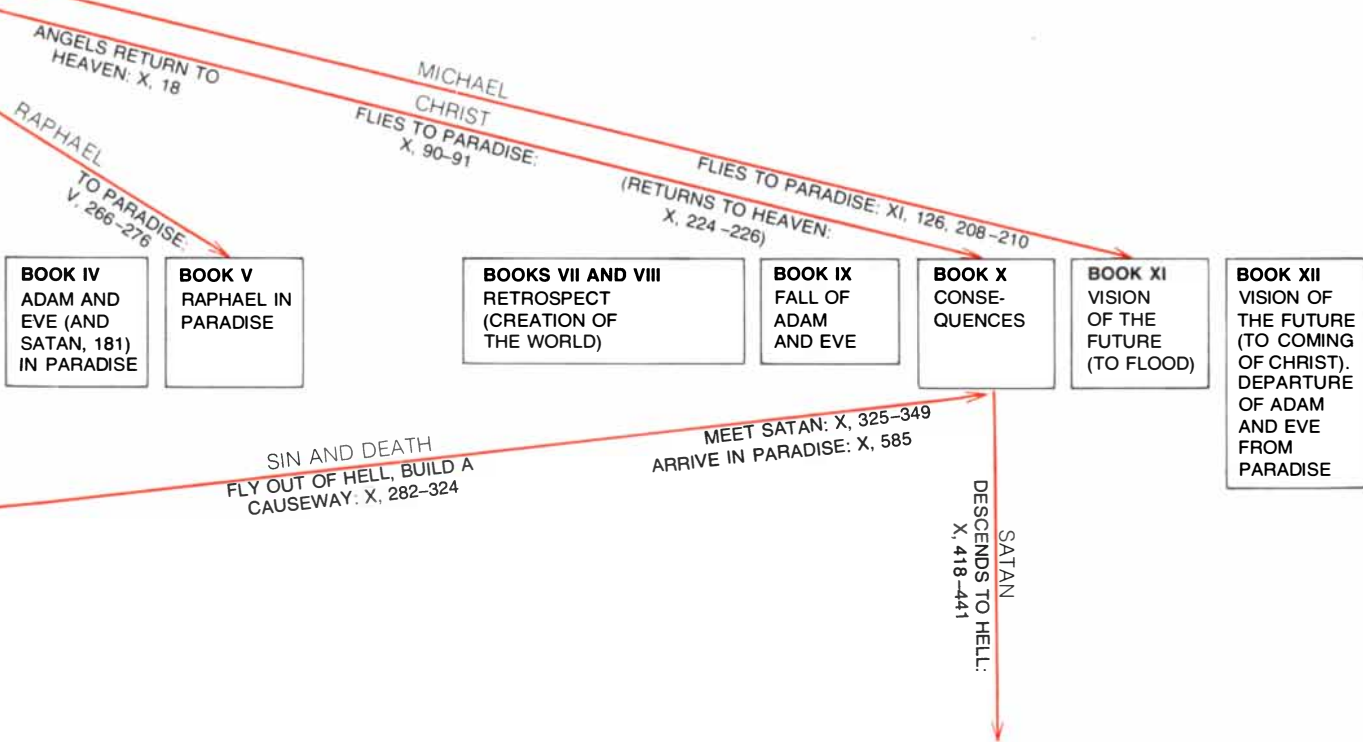 ANGELS RETURN TO
HEAVEN: X, 18
MICHAEL
CHRIST
FLIES TO PARADISE:
X, 90–91
RAPHAEL
TO PARADISE:
V, 266–276
FLIES TO PARADISE: XI, 126, 208–210
(RETURNS TO HEAVEN:
X, 224–226)
BOOK IV
ADAM AND
EVE (AND
SATAN, 181)
IN PARADISE
BOOK V
RAPHAEL IN
PARADISE
BOOKS VII AND VIII
RETROSPECT
(CREATION OF
THE WORLD)
BOOK IX
FALL OF
ADAM
AND EVE
BOOK X
CONSE-
QUENCES
BOOK XI
VISION
OF THE
FUTURE
(TO FLOOD)
BOOK XII
VISION OF
THE FUTURE
(TO COMING
OF CHRIST).
DEPARTURE
OF ADAM
AND EVE
FROM
PARADISE
SIN AND DEATH
FLY OUT OF HELL, BUILD A
CAUSEWAY: X, 282–324
MEET SATAN: X, 325–349
ARRIVE IN PARADISE: X, 585
SATAN
DESCENDS TO HELL:
X, 418–441